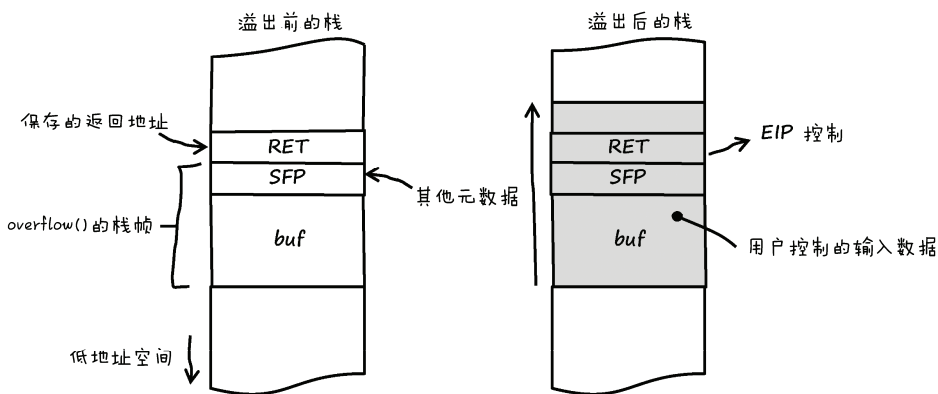 溢出前的栈
保存的返回地址
RET
SFP
其他元数据
overflow()的栈帧
buf
低地址空间
溢出后的栈
RET
EIP 控制
SFP
buf
用户控制的输入数据